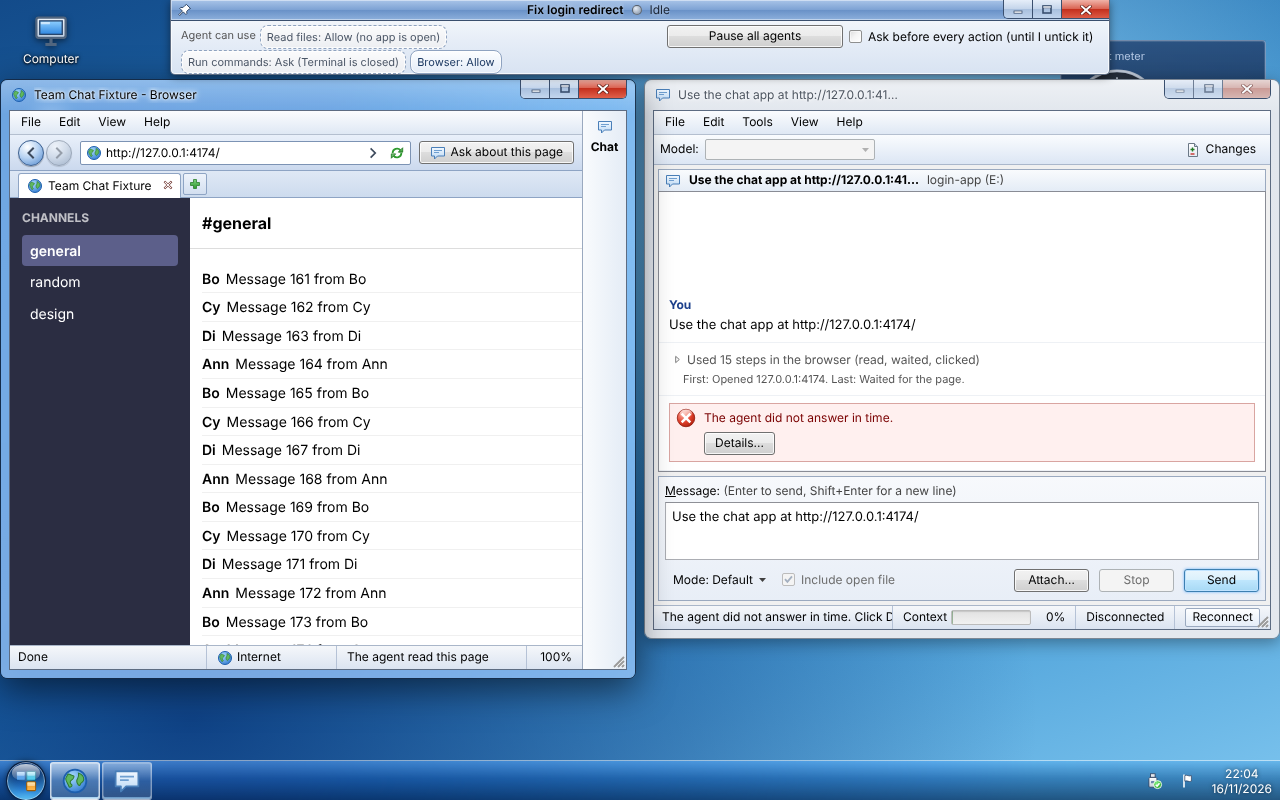 Fix login redirect Idle
Agent can use Read files: Allow (no app is open)
Run commands: Ask (Terminal is closed) Browser: Allow
Pause all agents Ask before every action (until I untick it)
Computer
meter
Team Chat Fixture - Browser
File Edit View Help
http://127.0.0.1:4174/ Ask about this page
Team Chat Fixture
Chat
CHANNELS
general
random
design
#general
Bo Message 161 from Bo
Cy Message 162 from Cy
Di Message 163 from Di
Ann Message 164 from Ann
Bo Message 165 from Bo
Cy Message 166 from Cy
Di Message 167 from Di
Ann Message 168 from Ann
Bo Message 169 from Bo
Cy Message 170 from Cy
Di Message 171 from Di
Ann Message 172 from Ann
Bo Message 173 from Bo
Done Internet The agent read this page 100%
Use the chat app at http://127.0.0.1:41...
File Edit Tools View Help
Model: Changes
Use the chat app at http://127.0.0.1:41... login-app (E:)
You
Use the chat app at http://127.0.0.1:4174/
Used 15 steps in the browser (read, waited, clicked)
First: Opened 127.0.0.1:4174. Last: Waited for the page.
The agent did not answer in time.
Details...
Message: (Enter to send, Shift+Enter for a new line)
Use the chat app at http://127.0.0.1:4174/
Mode: Default Include open file Attach... Stop Send
The agent did not answer in time. Click Context 0% Disconnected Reconnect
22:04
16/11/2026